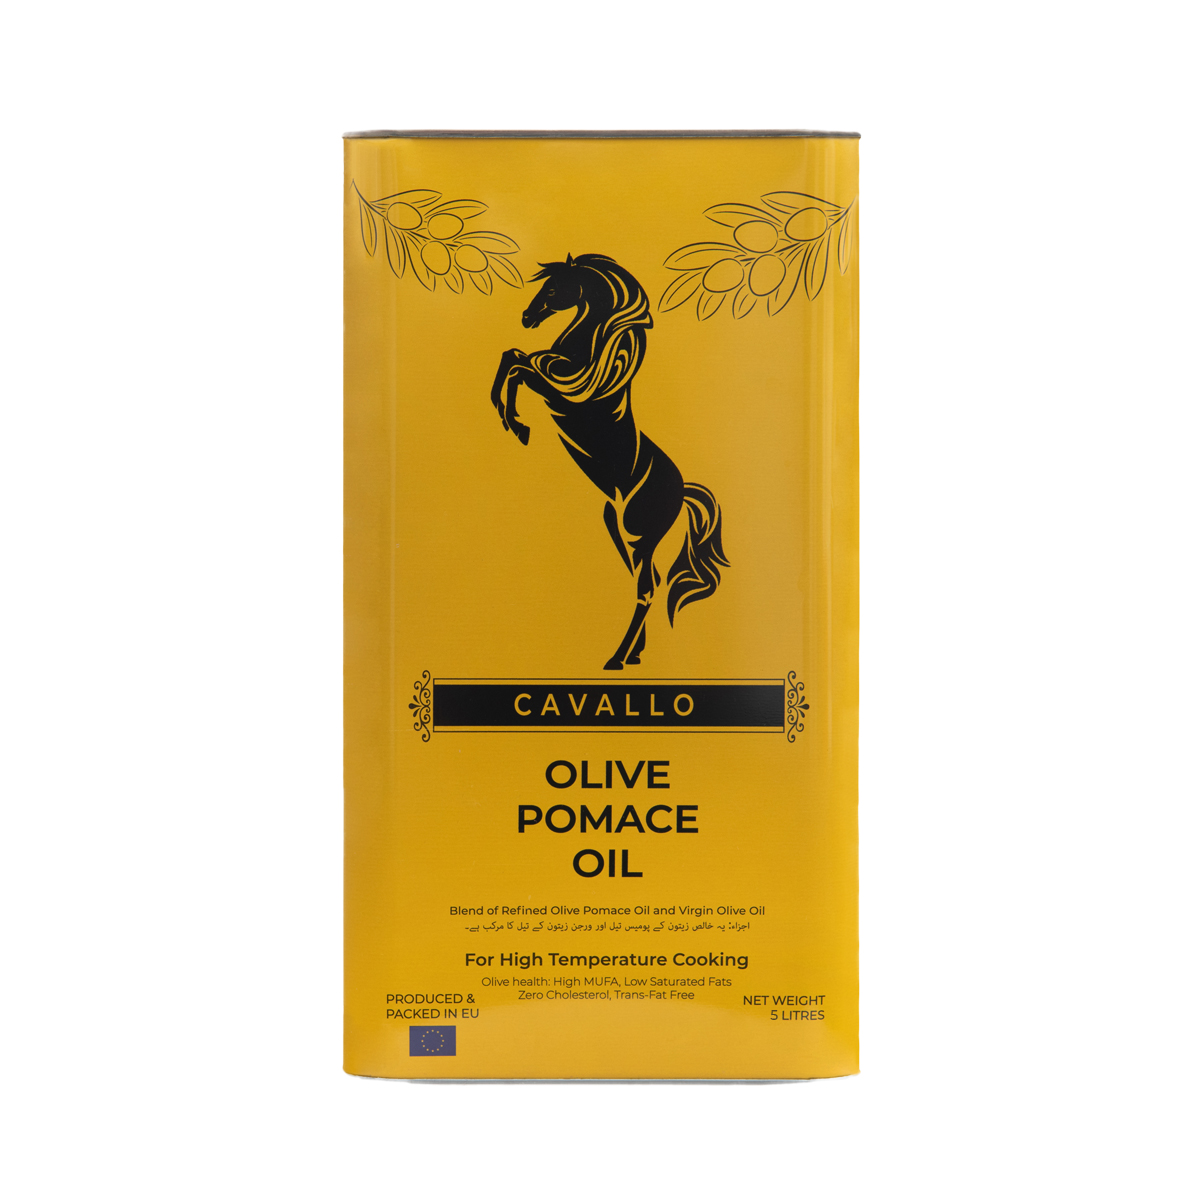 CAVALLO
OLIVE
POMACE
OIL
Blend of Refined Olive Pomace Oil and Virgin Olive Oil
اجزاء: یہ خالص زیتون کے پومیس تیل اور ورجن زیتون کے تیل کا مرکب ہے۔
For High Temperature Cooking
Olive health: High MUFA, Low Saturated Fats
Zero Cholesterol, Trans-Fat Free
PRODUCED &
PACKED IN EU
NET WEIGHT
5 LITRES